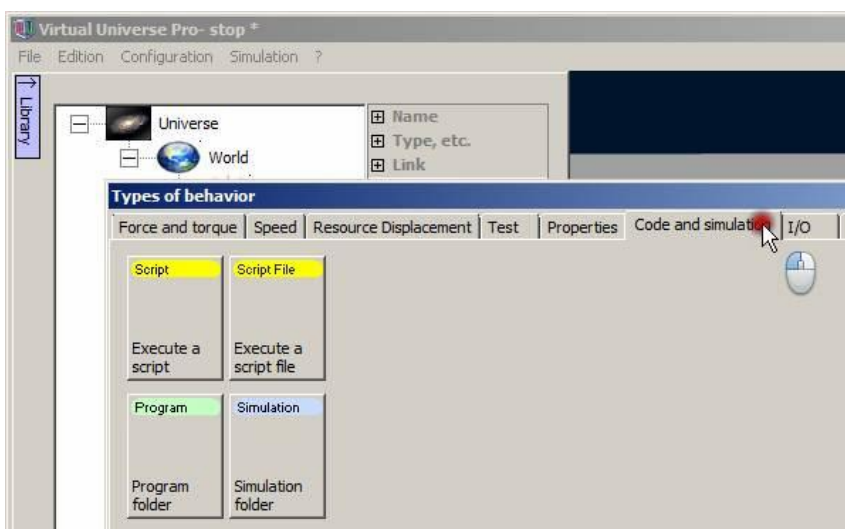 Virtual Universe Pro- stop *
File Edition Configuration Simulation ?
Library
Universe
World
Name
Type, etc.
Link
Types of behavior
Force and torque Speed Resource Displacement Test Properties Code and simulation I/O
Script Script File
Execute a Execute a
script script file
Program Simulation
Program Simulation
folder folder